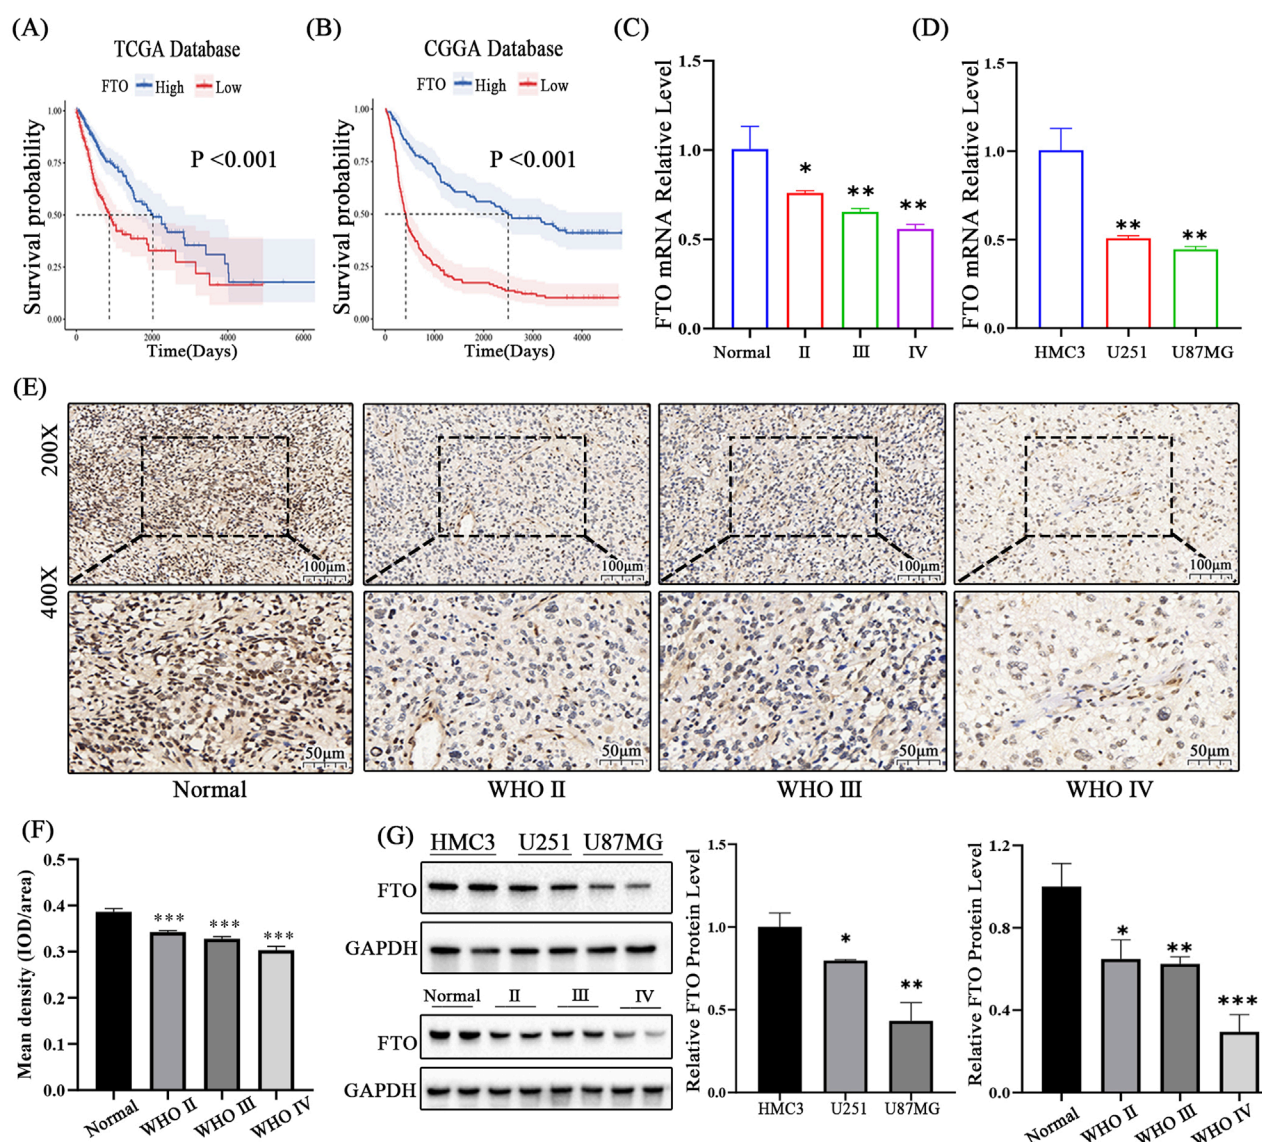 (A)
TCGA Database
FTO High Low
Survival probability
1.00
0.75
0.50
0.25
0.00
P <0.001
0 2000 4000 6000
Time(Days)
(B)
CGGA Database
FTO High Low
Survival probability
1.00
0.75
0.50
0.25
0.00
P <0.001
0 1000 2000 3000 4000
Time(Days)
(C)
FTO mRNA Relative Level
1.5
1.0
0.5
0.0
*
**
**
Normal II III IV
(D)
FTO mRNA Relative Level
1.5
1.0
0.5
0.0
**
**
HMC3 U251 U87MG
(E)
200X
100μm 100μm 100μm 100μm
400X
50μm 50μm 50μm 50μm
Normal WHO II WHO III WHO IV
(F)
Mean density (IOD/area)
0.5
0.4
0.3
0.2
0.1
0.0
***
***
***
Normal WHO II WHO III WHO IV
(G)
HMC3 U251 U87MG
FTO
GAPDH
Normal II III IV
FTO
GAPDH
Relative FTO Protein Level
1.5
1.0
0.5
0.0
*
**
HMC3 U251 U87MG
Relative FTO Protein Level
1.2
0.8
0.4
0.0
*
**
***
Normal WHO II WHO III WHO IV